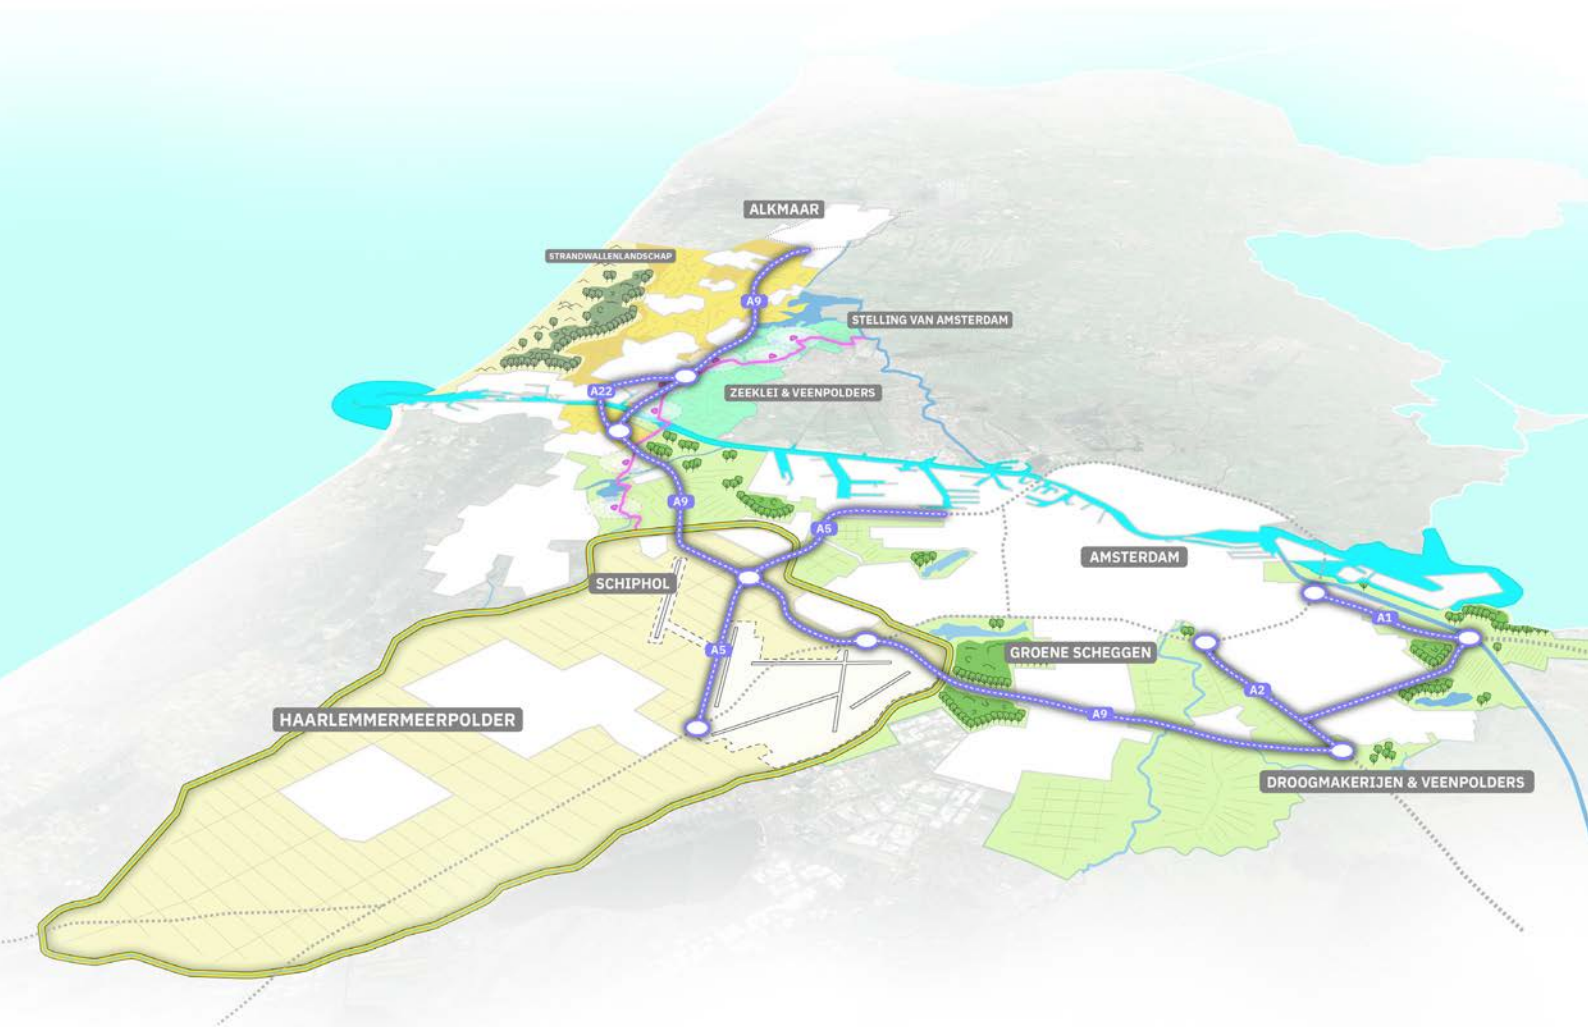 ALKMAAR
STRANDWALLENLANDSCHAP
A9
STELLING VAN AMSTERDAM
A22
ZEEKLEI & VEENPOLDERS
A9
A5
AMSTERDAM
SCHIPHOL
A1
A5
GROENE SCHEGGEN
A2
HAARLEMMERMEERPOLDER
A9
DROOGMAKERIJEN & VEENPOLDERS